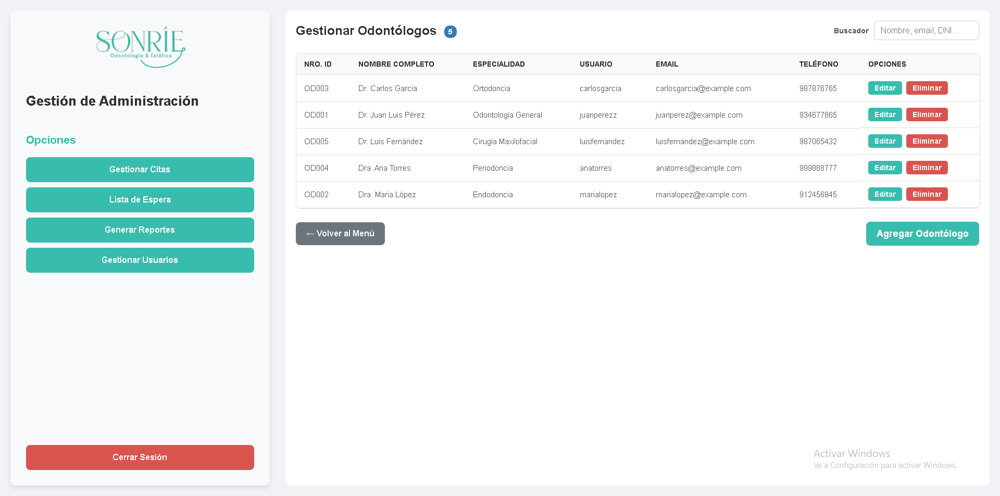 SONRÍE
Odontología & Estética
Gestión de Administración
Opciones
Gestionar Citas
Lista de Espera
Generar Reportes
Gestionar Usuarios
Cerrar Sesión
Gestionar Odontólogos 5
Buscador Nombre, email, DNI...
NRO. ID NOMBRE COMPLETO ESPECIALIDAD USUARIO EMAIL TELÉFONO OPCIONES
OD003 Dr. Carlos García Ortodoncia carlosgarcia carlosgarcia@example.com 987876765 Editar Eliminar
OD001 Dr. Juan Luis Pérez Odontología General juanperezz juanperez@example.com 934677865 Editar Eliminar
OD005 Dr. Luis Fernández Cirugía Maxilofacial luisfernandez luisfernandez@example.com 987065432 Editar Eliminar
OD004 Dra. Ana Torres Periodoncia anatorres anatorres@example.com 999888777 Editar Eliminar
OD002 Dra. Maria López Endodoncia marialopez marialopez@example.com 912456845 Editar Eliminar
← Volver al Menú Agregar Odontólogo
Activar Windows
Ve a Configuración para activar Windows.